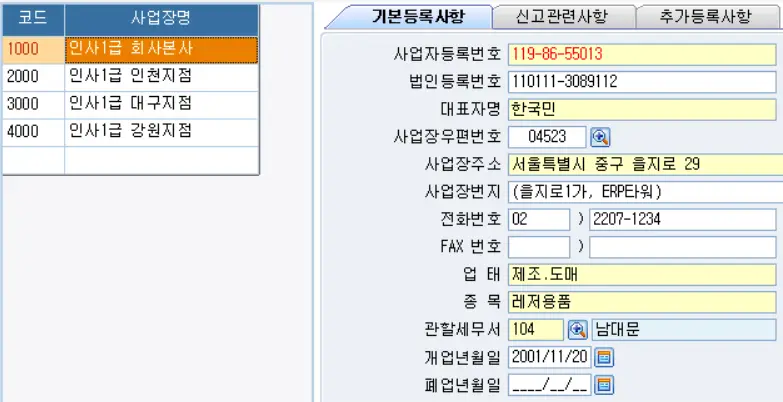 코드 사업장명
1000 인사1급 회사본사
2000 인사1급 인천지점
3000 인사1급 대구지점
4000 인사1급 강원지점
기본등록사항 신고관련사항 추가등록사항
사업자등록번호 119-86-55013
법인등록번호 110111-3089112
대표자명 한국민
사업장우편번호 04523
사업장주소 서울특별시 중구 을지로 29
사업장번지 (을지로1가, ERP타워)
전화번호 02 ) 2207-1234
FAX 번호 )
업 태 제조.도매
종 목 레저용품
관할세무서 104 남대문
개업년월일 2001/11/20
폐업년월일 ____/__/__